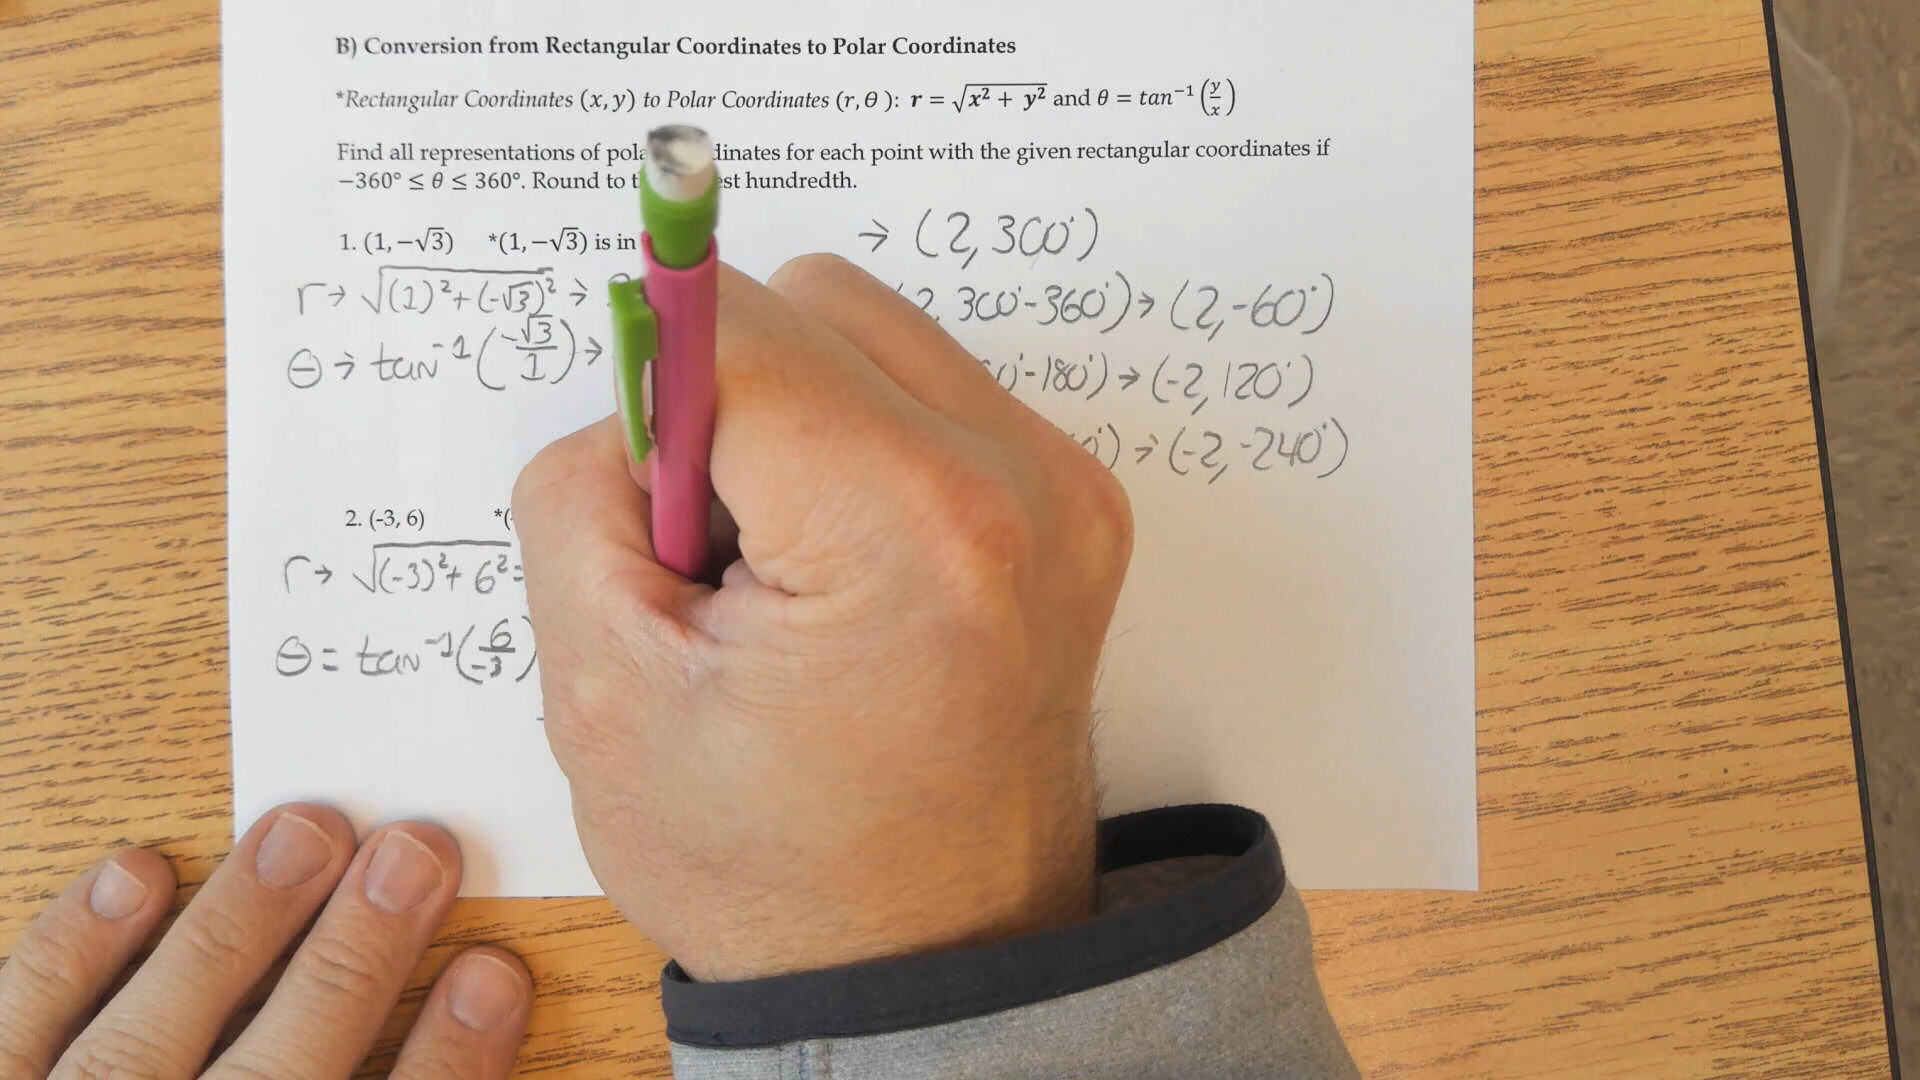 B) Conversion from Rectangular Coordinates to Polar Coordinates
*Rectangular Coordinates (x, y) to Polar Coordinates (r, θ ): r = √x² + y² and θ = tan⁻¹ (y/x)
Find all representations of dinates for each point with the given rectangular coordinates if
−360° ≤ θ ≤ 360°. Round to hundredth.
1. (1, −√3) *(1, −√3) is in
→ (2, 300°)
r → √(1)² + (-√3)² →
2, 300° - 360°) → (2, -60°)
θ → tan⁻¹ (-√3/1) →
-180°) → (-2, 120°)
) → (-2, -240°)
2. (-3, 6) *(
r → √(-3)² + 6² =
θ = tan⁻¹ (6/-3)